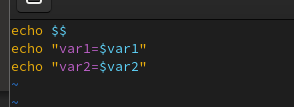 echo $$
echo "var1=$var1"
echo "var2=$var2"
~
~